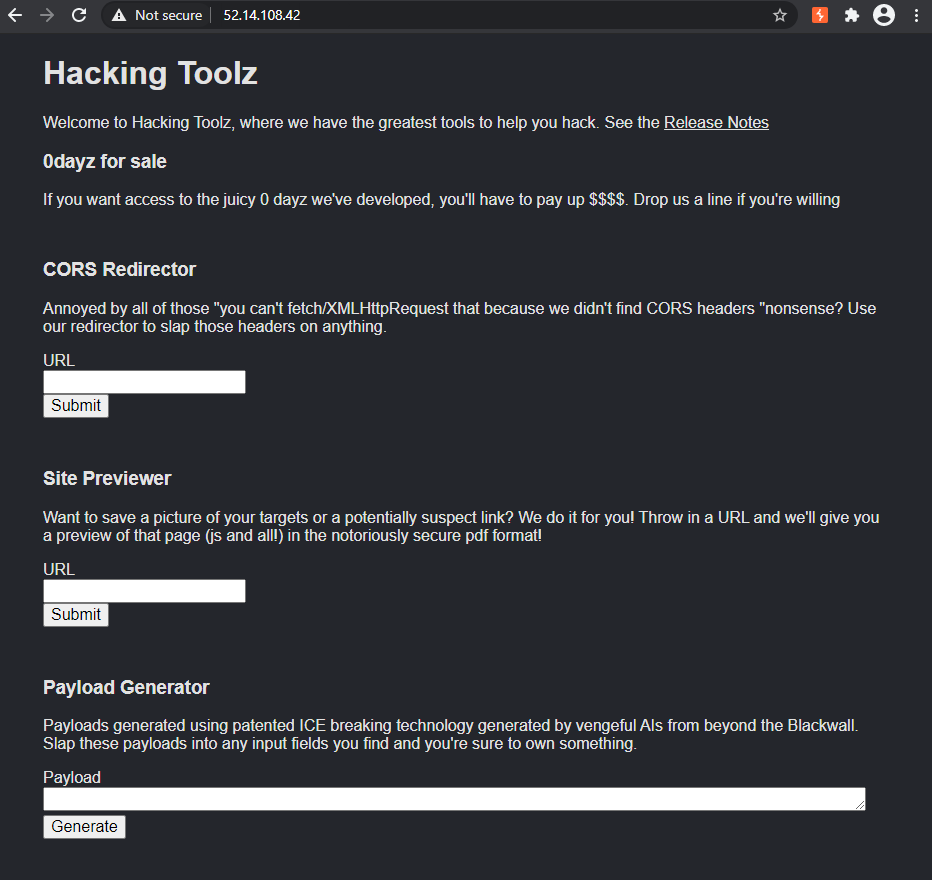 Not secure
52.14.108.42
Hacking Toolz
Welcome to Hacking Toolz, where we have the greatest tools to help you hack. See the Release Notes
0dayz for sale
If you want access to the juicy 0 dayz we've developed, you'll have to pay up $$$$. Drop us a line if you're willing
CORS Redirector
Annoyed by all of those "you can't fetch/XMLHttpRequest that because we didn't find CORS headers "nonsense? Use
our redirector to slap those headers on anything.
URL
Submit
Site Previewer
Want to save a picture of your targets or a potentially suspect link? We do it for you! Throw in a URL and we'll give you
a preview of that page (js and all!) in the notoriously secure pdf format!
URL
Submit
Payload Generator
Payloads generated using patented ICE breaking technology generated by vengeful AIs from beyond the Blackwall.
Slap these payloads into any input fields you find and you're sure to own something.
Payload
Generate